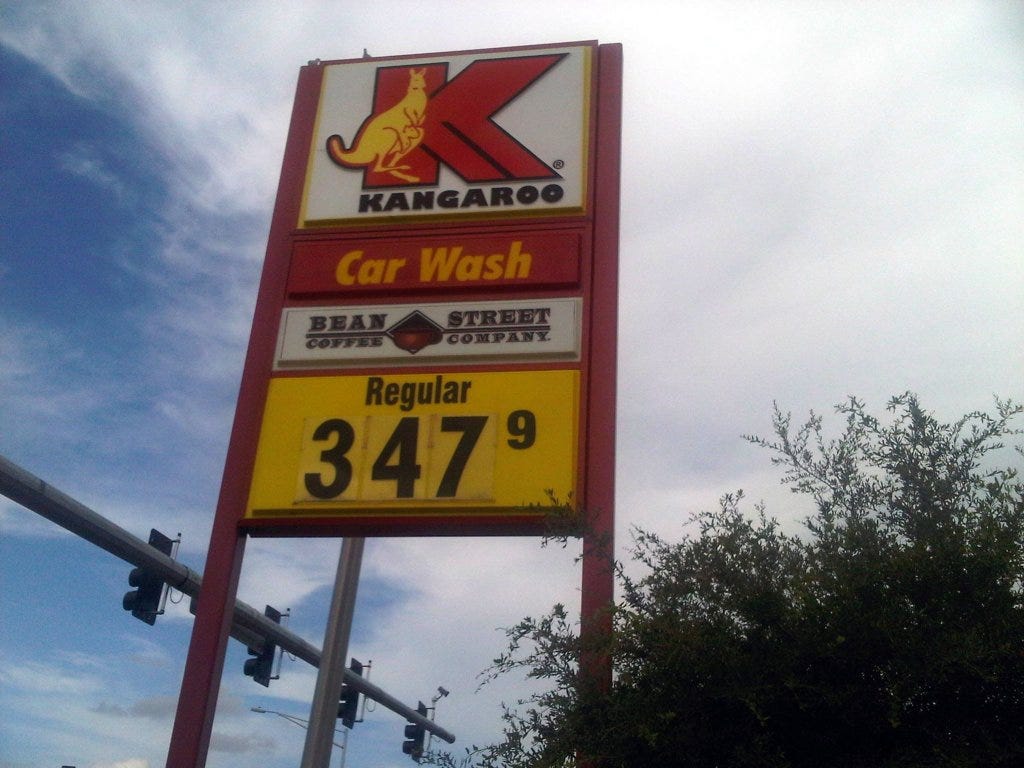 K
®
KANGAROO
Car Wash
BEAN STREET
COFFEE COMPANY.
Regular
347 9